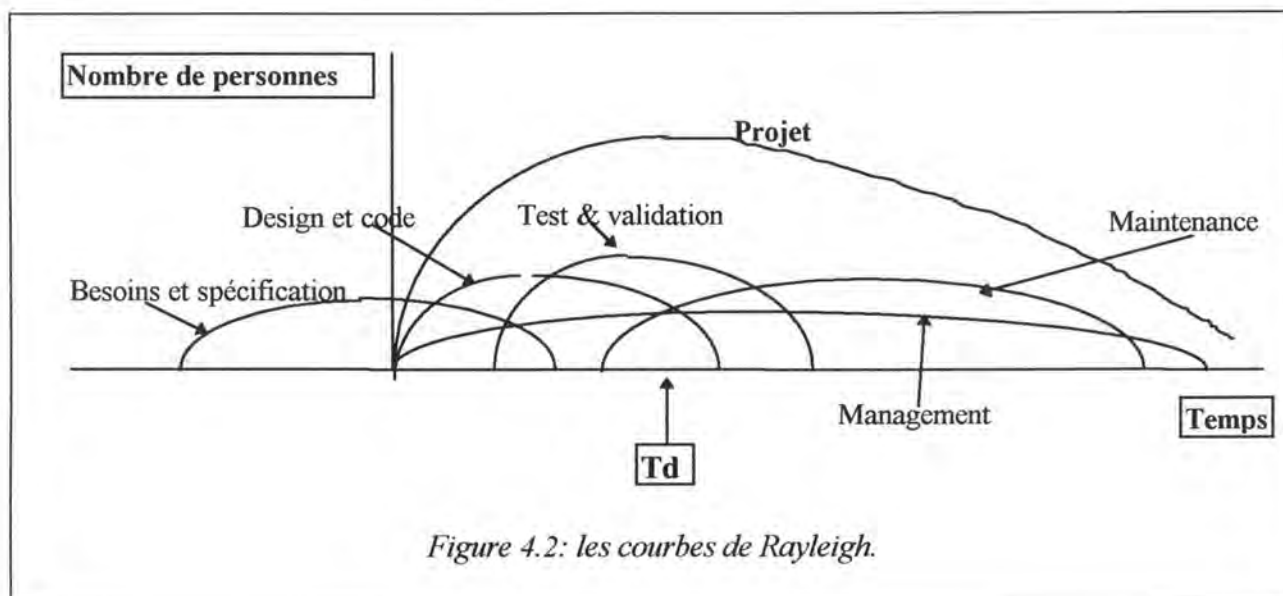 Nombre de personnes
Projet
Design et code
Test & validation
Maintenance
Besoins et spécification
Management
Temps
Td
Figure 4.2: les courbes de Rayleigh.